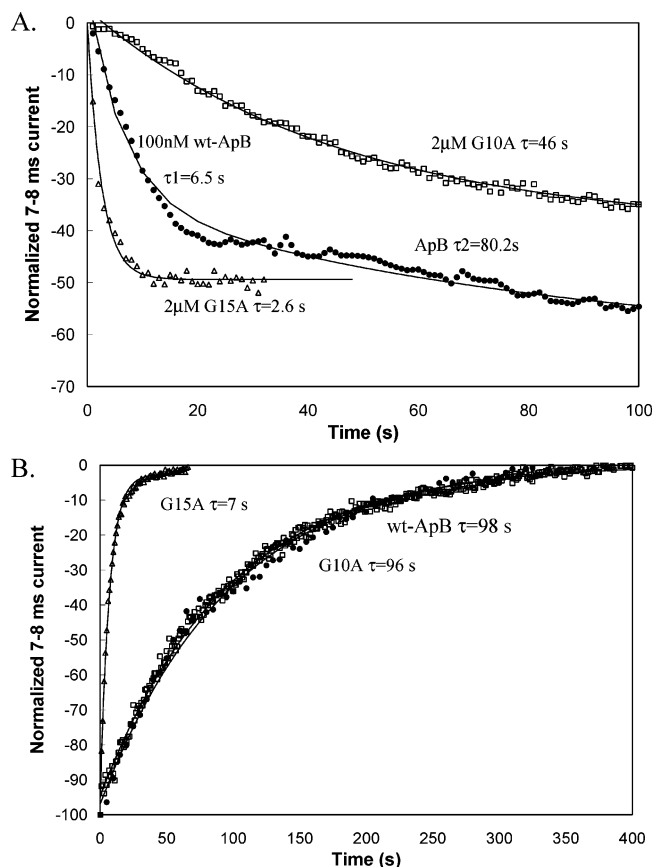 A.
0
-10
-20
-30
-40
-50
-60
-70
Normalized 7-8 ms current
100nM wt-ApB
τ1=6.5 s
2μM G10A τ=46 s
ApB τ2=80.2s
2μM G15A τ=2.6 s
0 20 40 60 80 100
Time (s)
B.
0
-10
-20
-30
-40
-50
-60
-70
-80
-90
-100
Normalized 7-8 ms current
G15A τ=7 s
wt-ApB τ=98 s
G10A τ=96 s
0 50 100 150 200 250 300 350 400
Time (s)